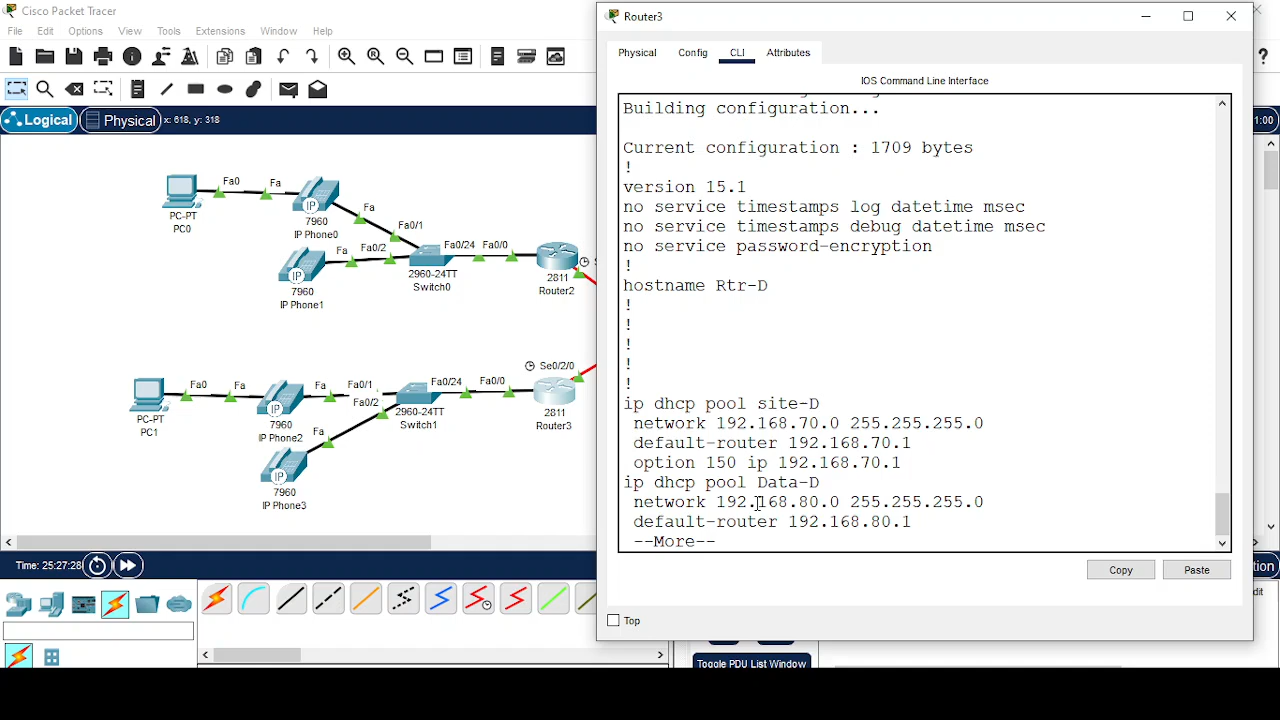 Cisco Packet Tracer
File Edit Options View Tools Extensions Window Help
Logical
Physical
x: 618, y: 318
Fa0
Fa
PC-PT
PC0
IP
7960
IP Phone0
Fa
Fa0/1
Fa
Fa0/2
IP
7960
IP Phone1
Fa0/24
Fa0/0
2960-24TT
Switch0
2811
Router2
Se0/2/0
Fa0
Fa
Fa
Fa0/1
Fa0/2
Fa0/24
Fa0/0
PC-PT
PC1
IP
7960
IP Phone2
2960-24TT
Switch1
2811
Router3
Fa
IP
7960
IP Phone3
Time: 25:27:28
Router3
Physical Config CLI Attributes
IOS Command Line Interface
Building configuration...
Current configuration : 1709 bytes
!
version 15.1
no service timestamps log datetime msec
no service timestamps debug datetime msec
no service password-encryption
!
hostname Rtr-D
!
!
!
!
!
ip dhcp pool site-D
network 192.168.70.0 255.255.255.0
default-router 192.168.70.1
option 150 ip 192.168.70.1
ip dhcp pool Data-D
network 192.168.80.0 255.255.255.0
default-router 192.168.80.1
--More--
Copy
Paste
Top
Toggle PDU List Window